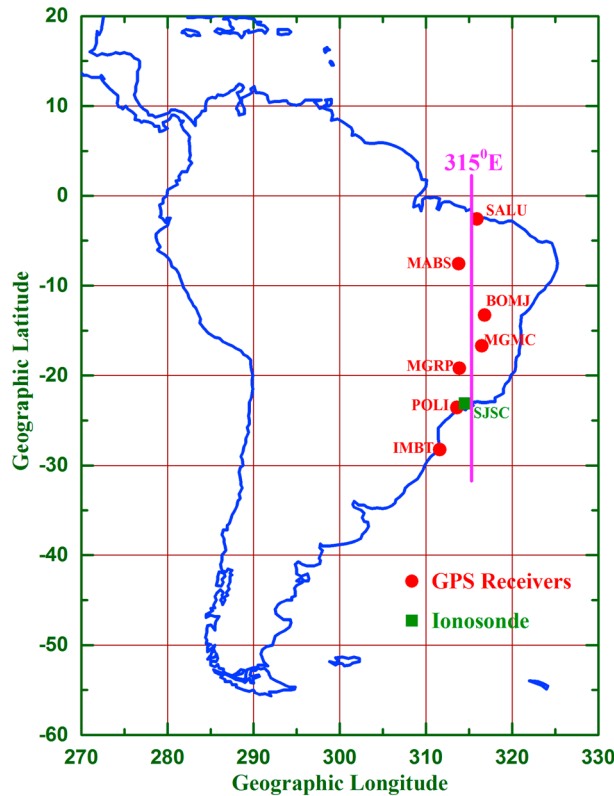 20
10
0
-10
-20
-30
-40
-50
-60
Geographic Latitude
315⁰E
SALU
MABS
BOMJ
MGMC
MGRP
POLI
SJSC
IMBT
GPS Receivers
Ionosonde
270 280 290 300 310 320 330
Geographic Longitude